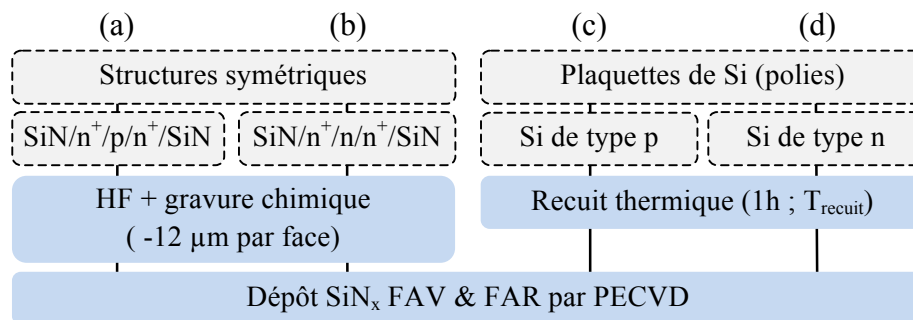 (a) (b) (c) (d)
Structures symétriques Plaquettes de Si (polies)
SiN/n⁺/p/n⁺/SiN SiN/n⁺/n/n⁺/SiN Si de type p Si de type n
HF + gravure chimique
( -12 µm par face)
Recuit thermique (1h ; T_recuit)
Dépôt SiNₓ FAV & FAR par PECVD